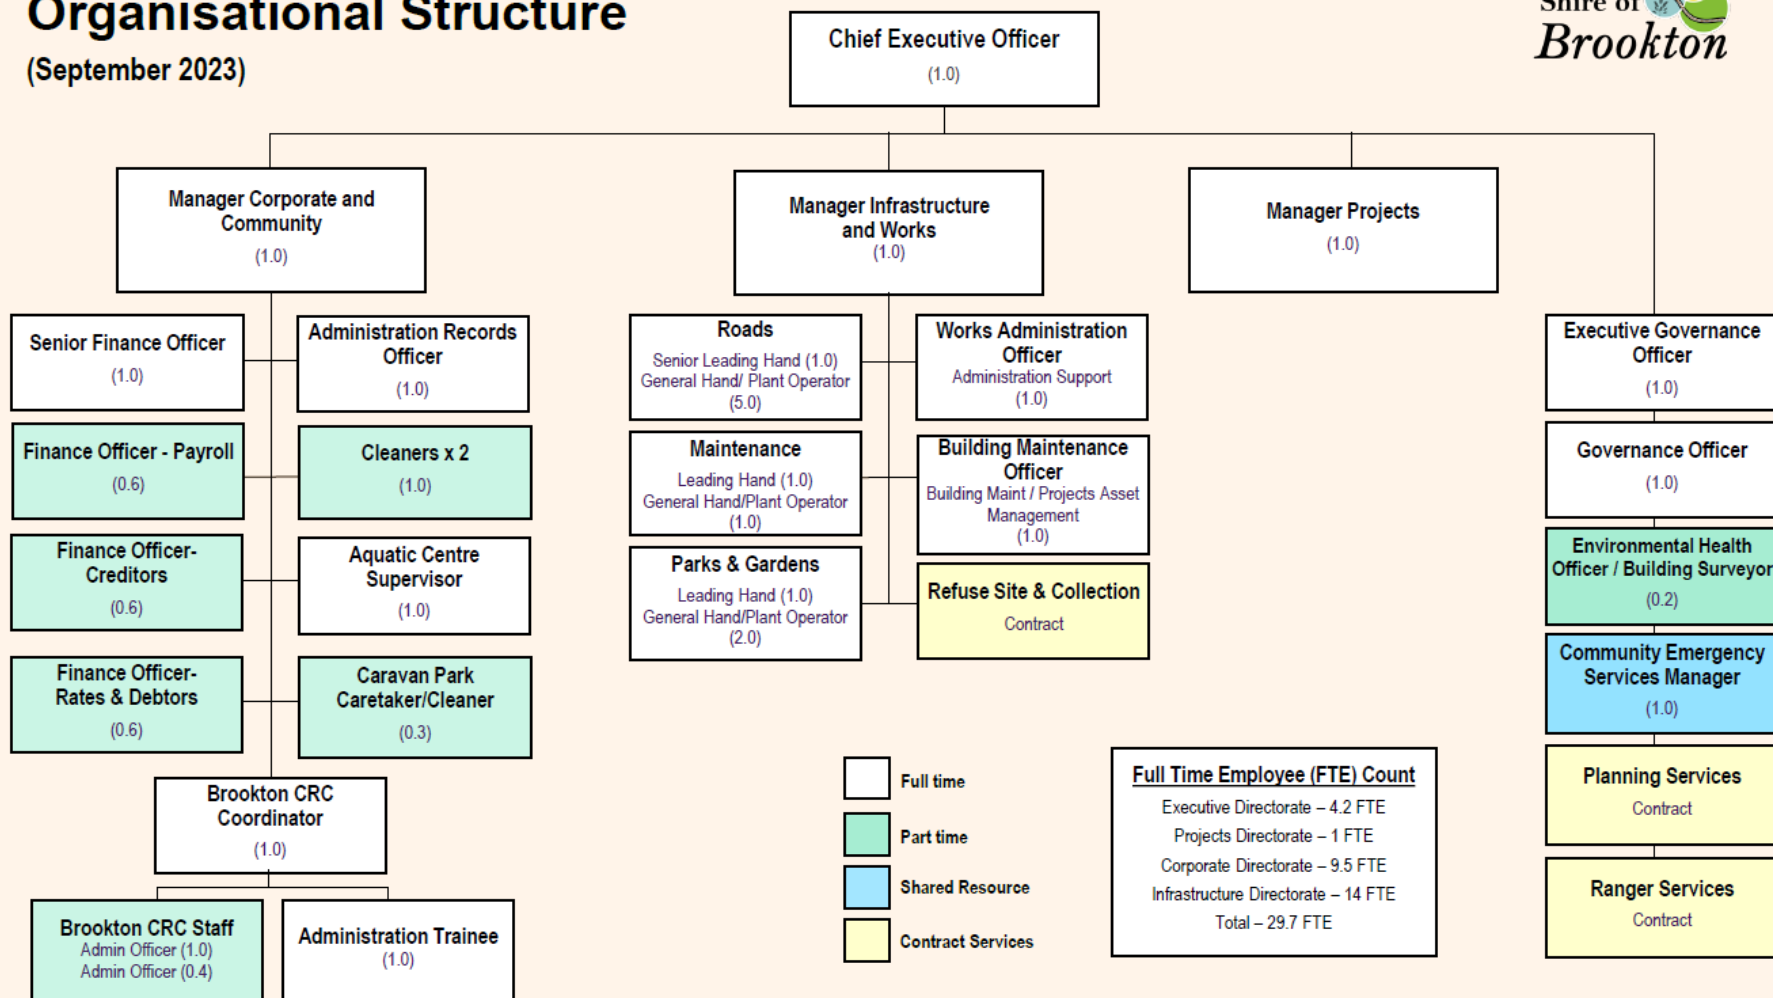 Organisational Structure
(September 2023)
Shire of
Brookton
Chief Executive Officer
(1.0)
Manager Corporate and
Community
(1.0)
Manager Infrastructure
and Works
(1.0)
Manager Projects
(1.0)
Senior Finance Officer
(1.0)
Administration Records
Officer
(1.0)
Finance Officer - Payroll
(0.6)
Cleaners x 2
(1.0)
Finance Officer-
Creditors
(0.6)
Aquatic Centre
Supervisor
(1.0)
Finance Officer-
Rates & Debtors
(0.6)
Caravan Park
Caretaker/Cleaner
(0.3)
Brookton CRC
Coordinator
(1.0)
Brookton CRC Staff
Admin Officer (1.0)
Admin Officer (0.4)
Administration Trainee
(1.0)
Roads
Senior Leading Hand (1.0)
General Hand/ Plant Operator
(5.0)
Works Administration
Officer
Administration Support
(1.0)
Maintenance
Leading Hand (1.0)
General Hand/Plant Operator
(1.0)
Building Maintenance
Officer
Building Maint / Projects Asset
Management
(1.0)
Parks & Gardens
Leading Hand (1.0)
General Hand/Plant Operator
(2.0)
Refuse Site & Collection
Contract
Executive Governance
Officer
(1.0)
Governance Officer
(1.0)
Environmental Health
Officer / Building Surveyor
(0.2)
Community Emergency
Services Manager
(1.0)
Planning Services
Contract
Ranger Services
Contract
Full time
Part time
Shared Resource
Contract Services
Full Time Employee (FTE) Count
Executive Directorate – 4.2 FTE
Projects Directorate – 1 FTE
Corporate Directorate – 9.5 FTE
Infrastructure Directorate – 14 FTE
Total – 29.7 FTE